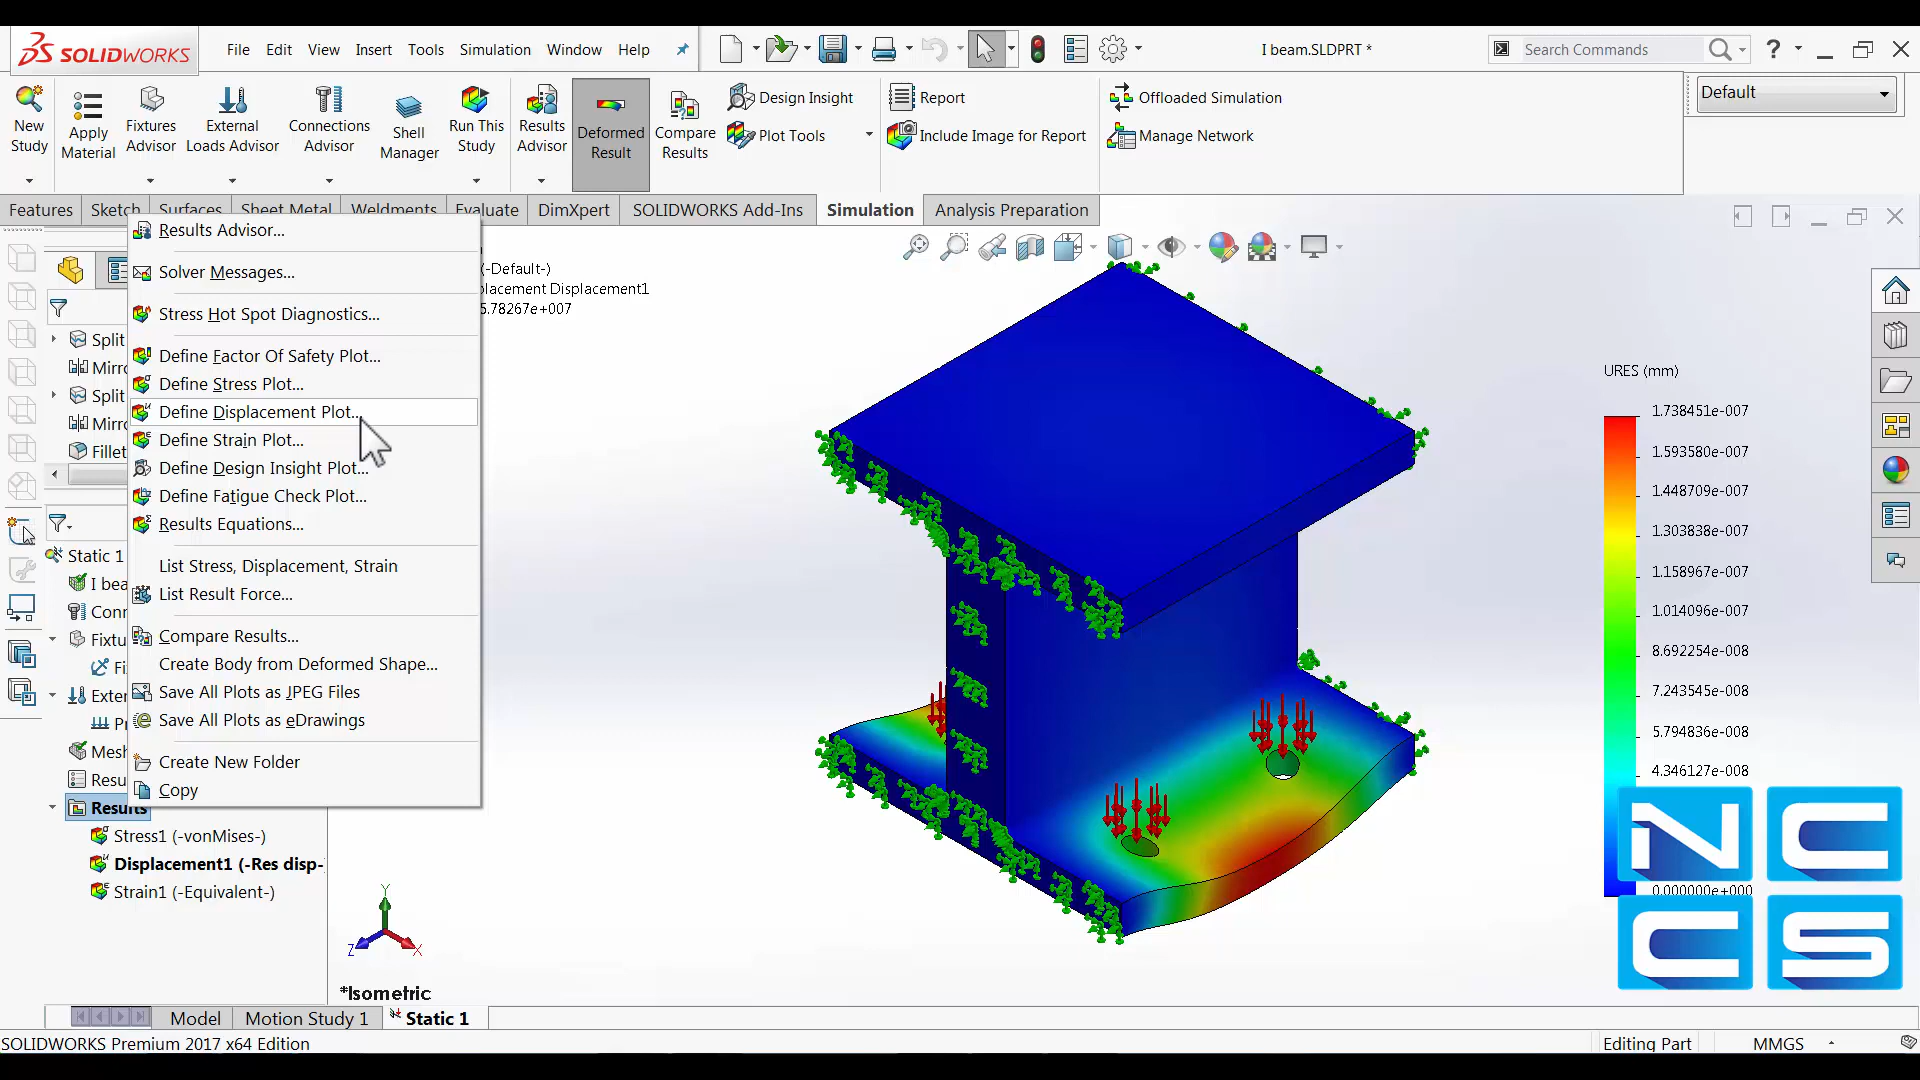 SOLIDWORKS
File Edit View Insert Tools Simulation Window Help
I beam.SLDPRT *
Search Commands
?
New Study
Apply Material
Fixtures Advisor
External Loads Advisor
Connections Advisor
Shell Manager
Run This Study
Results Advisor
Deformed Result
Compare Results
Design Insight
Plot Tools
Report
Include Image for Report
Offloaded Simulation
Manage Network
Default
Features Sketch Surfaces Sheet Metal Weldments Evaluate DimXpert SOLIDWORKS Add-Ins Simulation Analysis Preparation
Results Advisor...
Solver Messages...
Stress Hot Spot Diagnostics...
Define Factor Of Safety Plot...
Define Stress Plot...
Define Displacement Plot...
Define Strain Plot...
Define Design Insight Plot...
Define Fatigue Check Plot...
Results Equations...
List Stress, Displacement, Strain
List Result Force...
Compare Results...
Create Body from Deformed Shape...
Save All Plots as JPEG Files
Save All Plots as eDrawings
Create New Folder
Copy
(-Default-)
placement Displacement1
5.78267e+007
Split
Mirro
Split
Mirro
Fillet
Static 1
I bea
Conn
Fixtu
Fi
Exter
Pr
Mesh
Resu
Results
Stress1 (-vonMises-)
Displacement1 (-Res disp-
Strain1 (-Equivalent-)
URES (mm)
1.738451e-007
1.593580e-007
1.448709e-007
1.303838e-007
1.158967e-007
1.014096e-007
8.692254e-008
7.243545e-008
5.794836e-008
4.346127e-008
0.000000e+000
NC
CS
Y
Z
X
*Isometric
Model Motion Study 1 Static 1
SOLIDWORKS Premium 2017 x64 Edition
Editing Part
MMGS